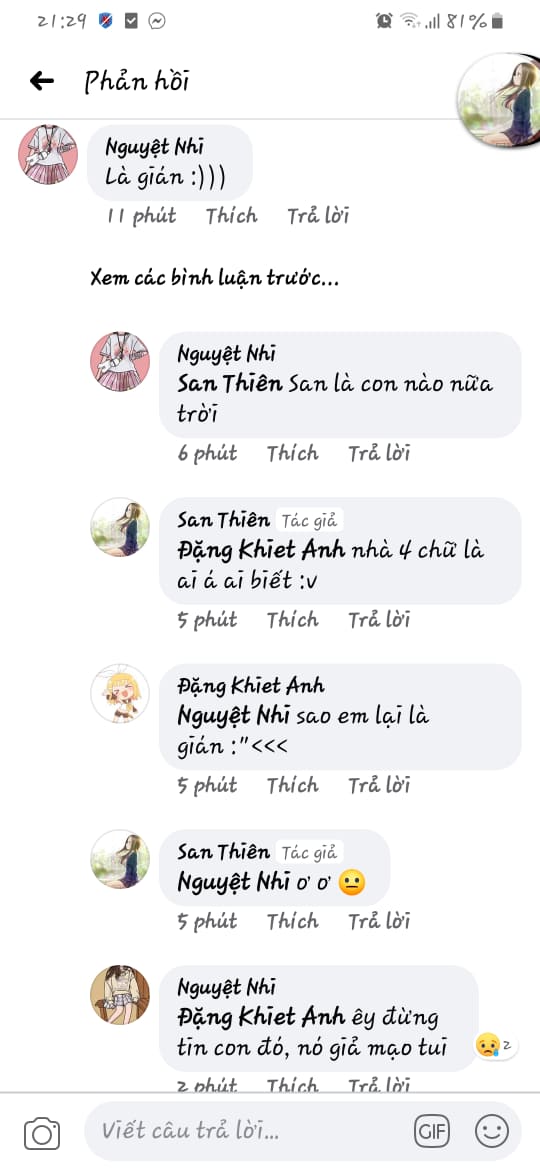 21:29 81%
Phản hồi
Nguyệt Nhi
Là gián :)))
11 phút Thích Trả lời
Xem các bình luận trước...
Nguyệt Nhi
San Thiên San là con nào nữa
trời
6 phút Thích Trả lời
San Thiên Tác giả
Đặng Khiet Anh nhà 4 chữ là
ai á ai biết :v
5 phút Thích Trả lời
Đặng Khiet Anh
Nguyệt Nhi sao em lại là
gián :"<<<
5 phút Thích Trả lời
San Thiên Tác giả
Nguyệt Nhi ơ ơ 😐
5 phút Thích Trả lời
Nguyệt Nhi
Đặng Khiet Anh êy đừng
tin con đó, nó giả mạo tui
😢 2
2 phút Thích Trả lời
Viết câu trả lời... GIF